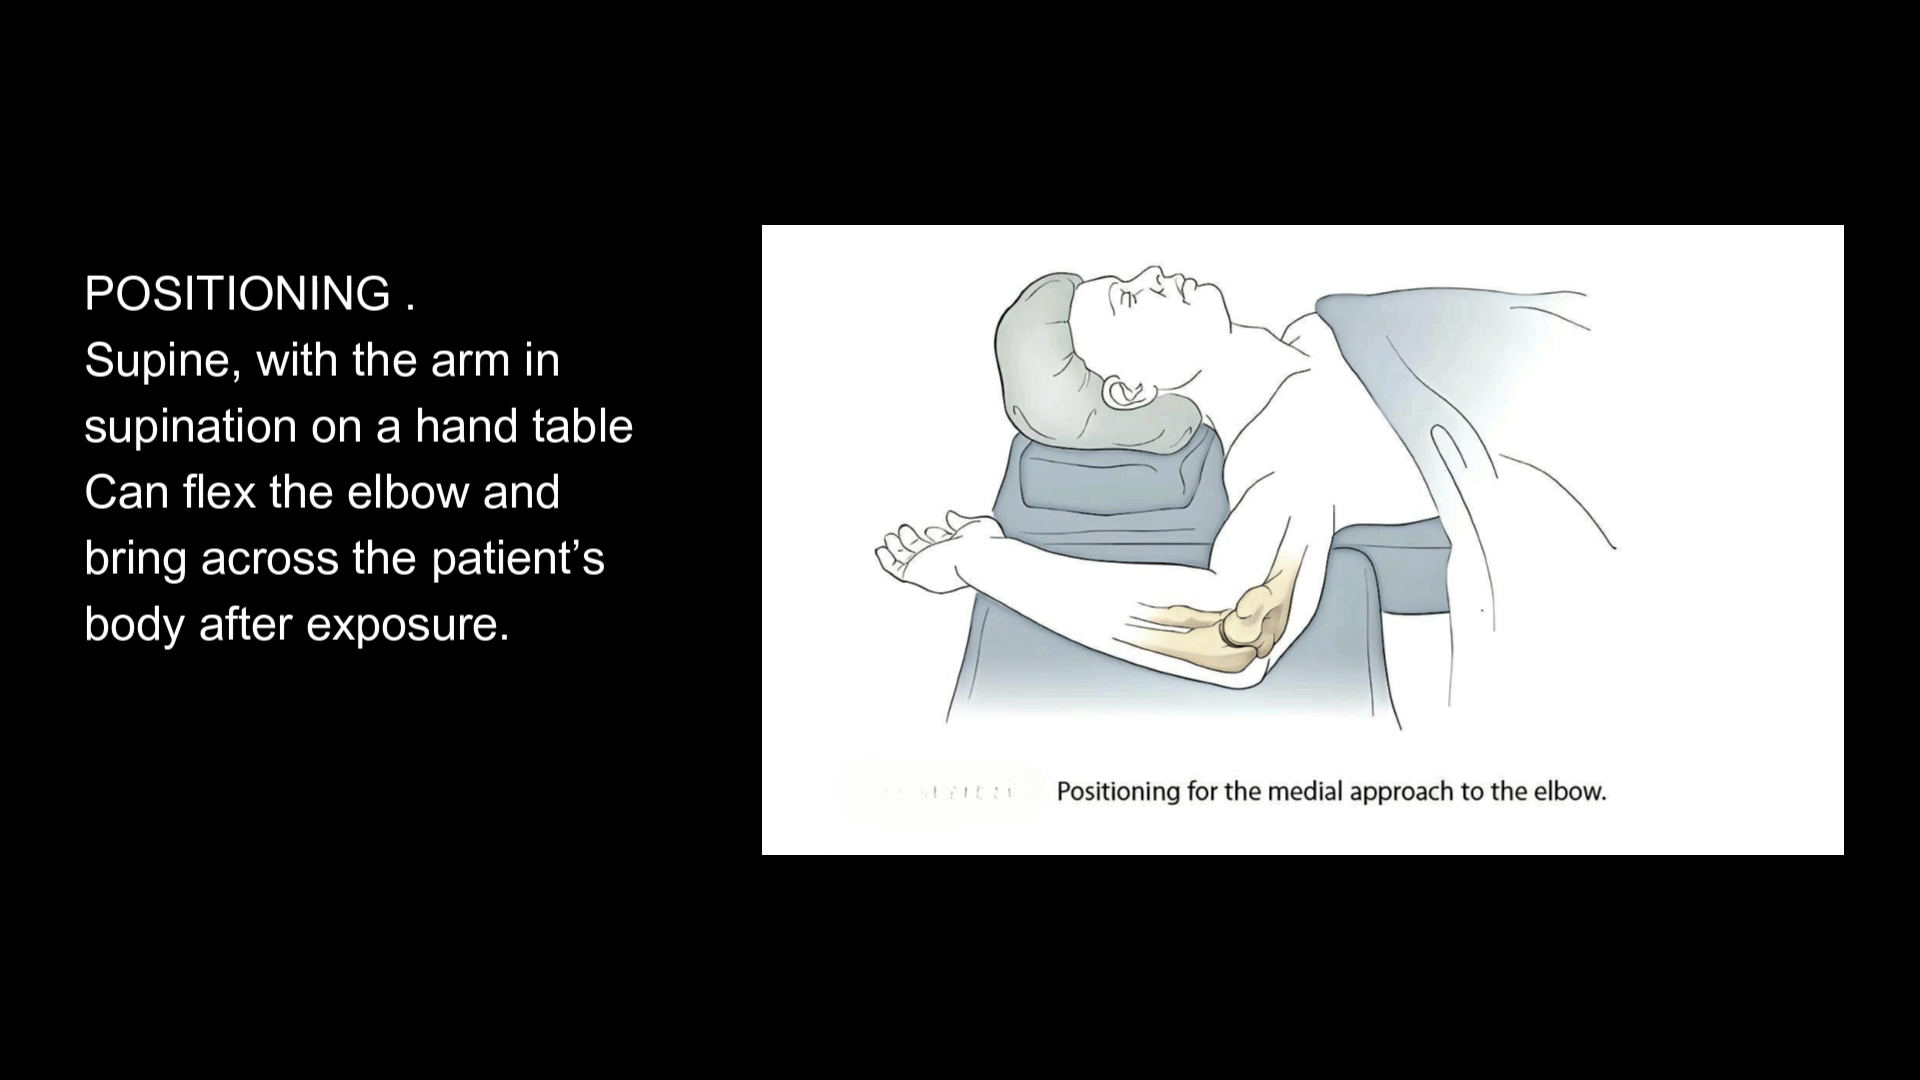 POSITIONING .
Supine, with the arm in
supination on a hand table
Can flex the elbow and
bring across the patient’s
body after exposure.
Positioning for the medial approach to the elbow.